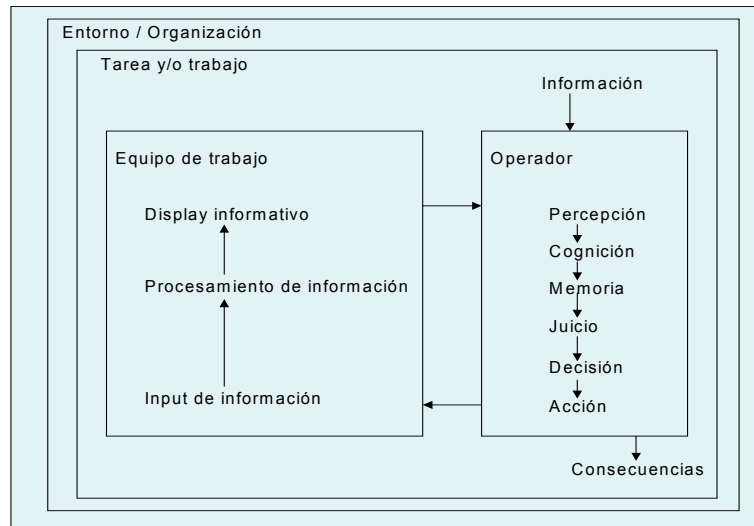 Entorno / Organización
Tarea y/o trabajo
Información
Equipo de trabajo
Operador
Display informativo
Percepción
Cognición
Procesamiento de información
Memoria
Juicio
Decisión
Input de información
Acción
Consecuencias